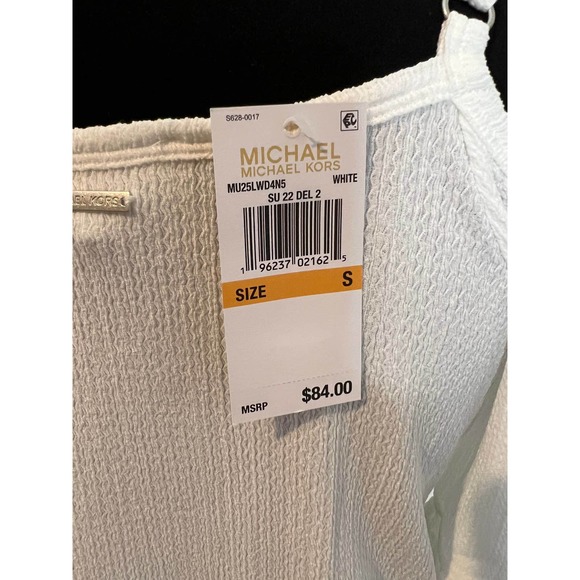 S628-0017
MICHAEL
MICHAEL KORS
MU25LWD4N5 WHITE
SU 22 DEL 2
1 96237 02162 5
SIZE S
MSRP $84.00
KORS